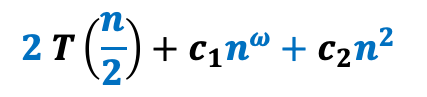 2 T(n/2) + c₁n^ω + c₂n²